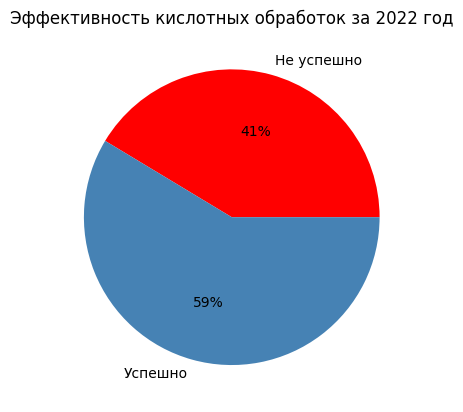 Эффективность кислотных обработок за 2022 год
Не успешно
41%
59%
Успешно